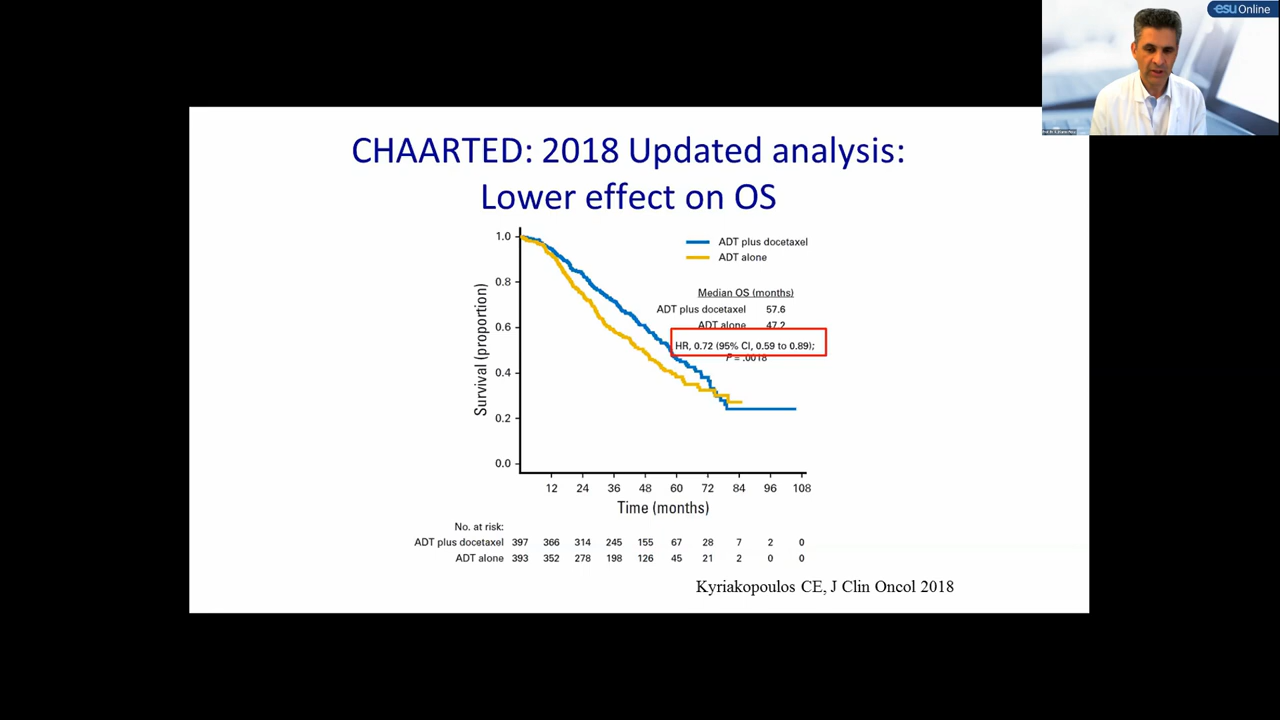 esu Online
CHAARTED: 2018 Updated analysis:
Lower effect on OS
ADT plus docetaxel
ADT alone
Median OS (months)
ADT plus docetaxel 57.6
ADT alone 47.2
HR, 0.72 (95% CI, 0.59 to 0.89);
P = .0018
Survival (proportion)
1.0
0.8
0.6
0.4
0.2
0.0
12 24 36 48 60 72 84 96 108
Time (months)
No. at risk:
ADT plus docetaxel 397 366 314 245 155 67 28 7 2 0
ADT alone 393 352 278 198 126 45 21 2 0 0
Kyriakopoulos CE, J Clin Oncol 2018